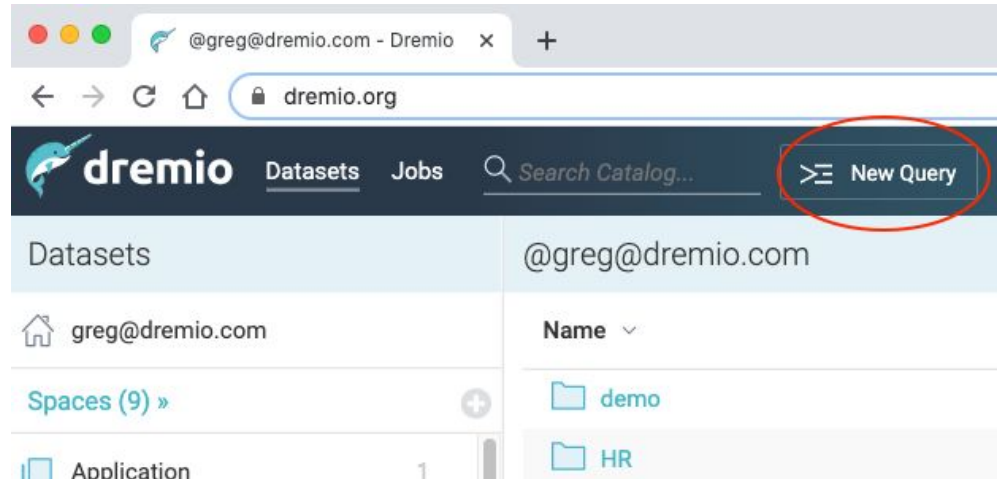 @greg@dremio.com - Dremio
dremio.org
dremio Datasets Jobs Search Catalog... New Query
Datasets
@greg@dremio.com
greg@dremio.com
Name
Spaces (9) »
demo
Application 1
HR